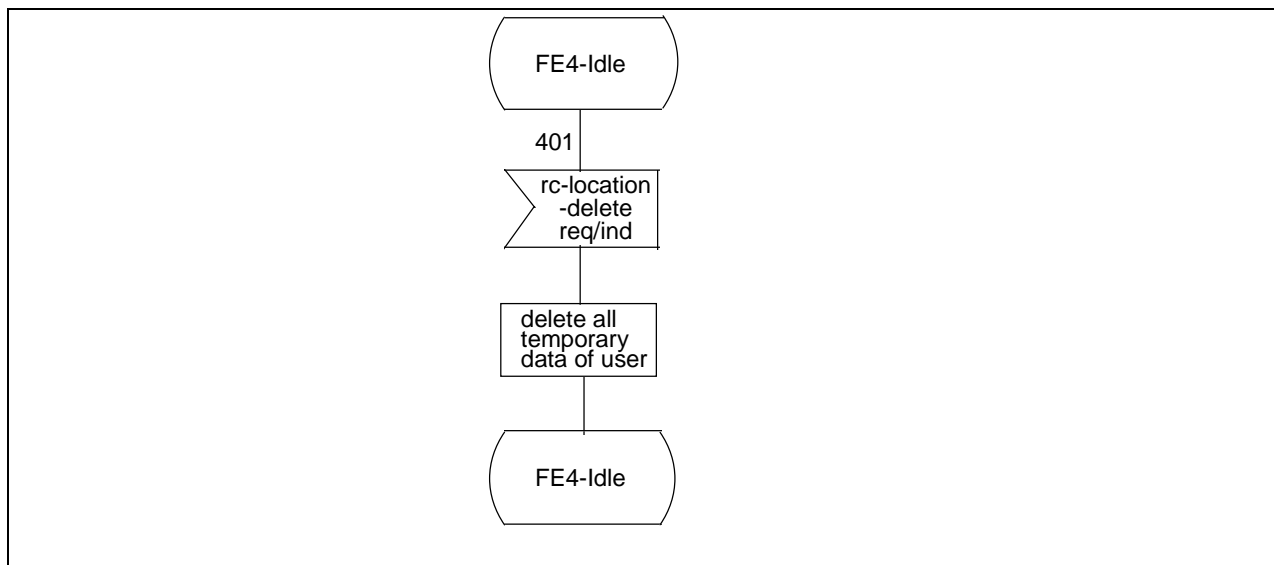 FE4-Idle
401
rc-location
-delete
req/ind
delete all
temporary
data of user
FE4-Idle